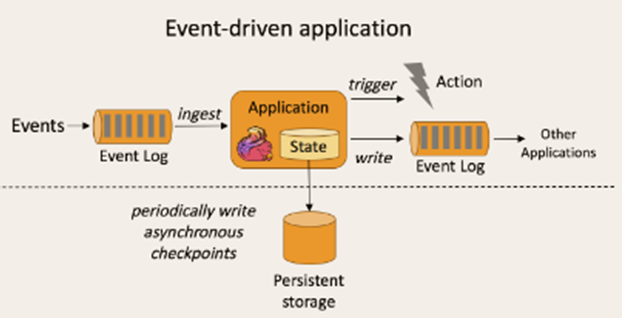 Event-driven application
trigger
Action
Events
ingest
Application
State
Event Log
write
Event Log
Other
Applications
periodically write
asynchronous
checkpoints
Persistent
storage